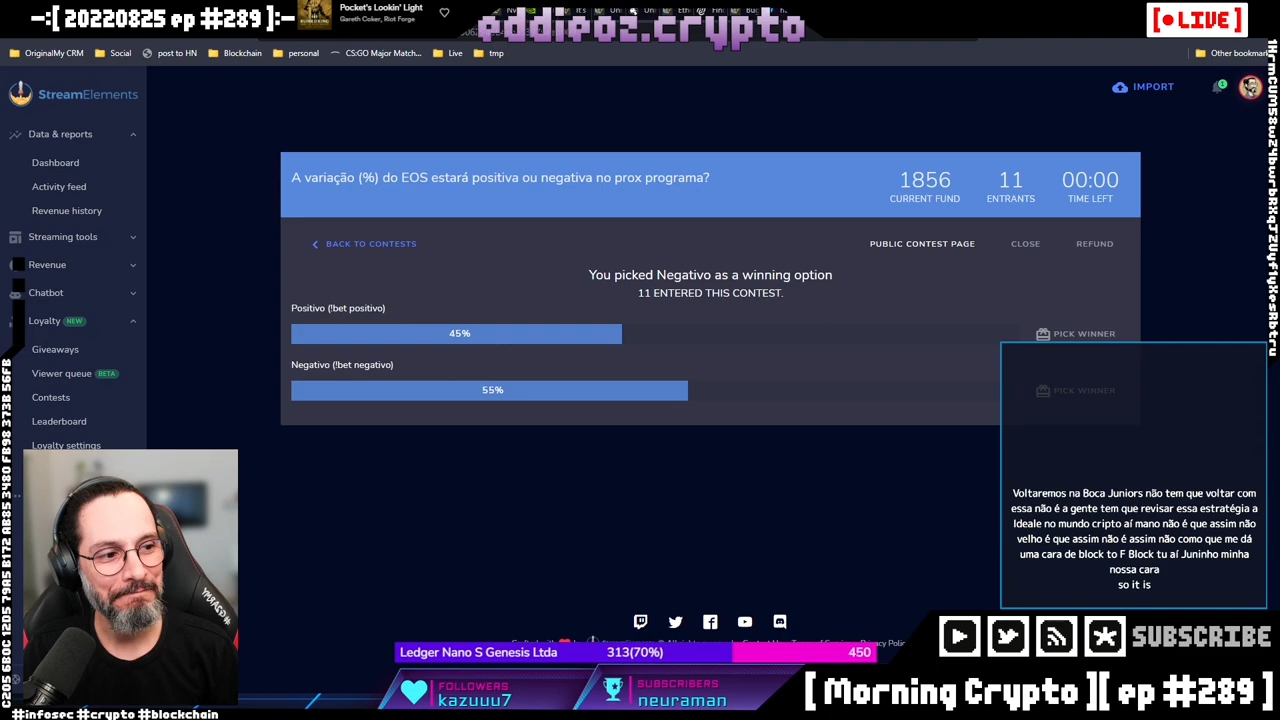 -:[ 20220825 ep #289 ]:-
Pocket's Lookin' Light
Gareth Coker, Riot Forge
eddieoz.crypto
[●LIVE]
OriginalMy CRM
Social
post to HN
Blockchain
personal
CS:GO Major Match...
Live
tmp
Other bookmar
StreamElements
IMPORT
1
Data & reports
Dashboard
Activity feed
Revenue history
Streaming tools
Revenue
Chatbot
Loyalty NEW
Giveaways
Viewer queue BETA
Contests
Leaderboard
Loyalty settings
A variação (%) do EOS estará positiva ou negativa no prox programa?
1856
CURRENT FUND
11
ENTRANTS
00:00
TIME LEFT
BACK TO CONTESTS
PUBLIC CONTEST PAGE
CLOSE
REFUND
You picked Negativo as a winning option
11 ENTERED THIS CONTEST.
Positivo (!bet positivo)
45%
PICK WINNER
Negativo (!bet negativo)
55%
PICK WINNER
Voltaremos na Boca Juniors não tem que voltar com
essa não é a gente tem que revisar essa estratégia a
Ideale no mundo cripto aí mano não é que assim não
velho é que assim não é assim não como que me dá
uma cara de block to F Block tu aí Juninho minha
nossa cara
so it is
Ledger Nano S Genesis Ltda
313(70%)
450
FOLLOWERS
kazuuu7
SUBSCRIBERS
neuraman
SUBSCRIBE
[ Morning Crypto ][ ep #289 ]
#infosec #crypto #blockchain